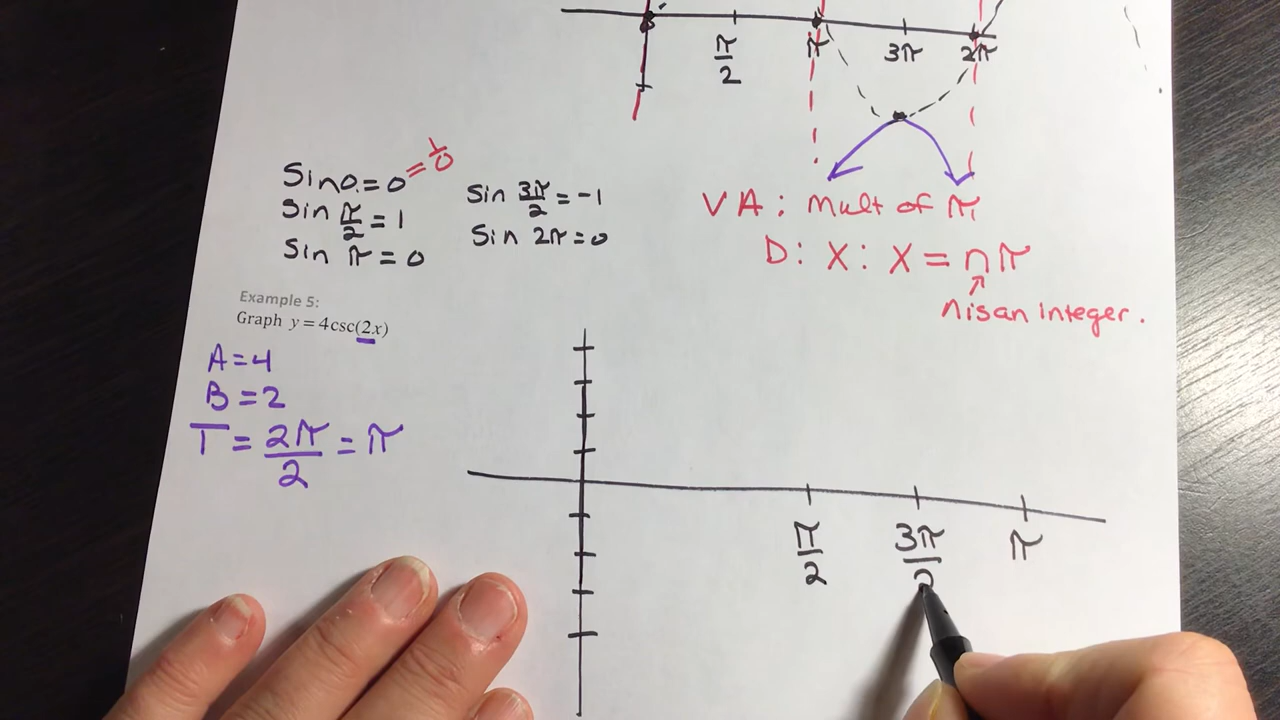 π/2 π 3π 2π
Sin 0 = 0 = 1/0
Sin π/2 = 1
Sin π = 0
Sin 3π/2 = -1
Sin 2π = 0
VA: Mult of π
D: X: X = nπ
n is an integer.
Example 5:
Graph y = 4csc(2x)
A = 4
B = 2
T = 2π/2 = π
π/2 3π/2 π